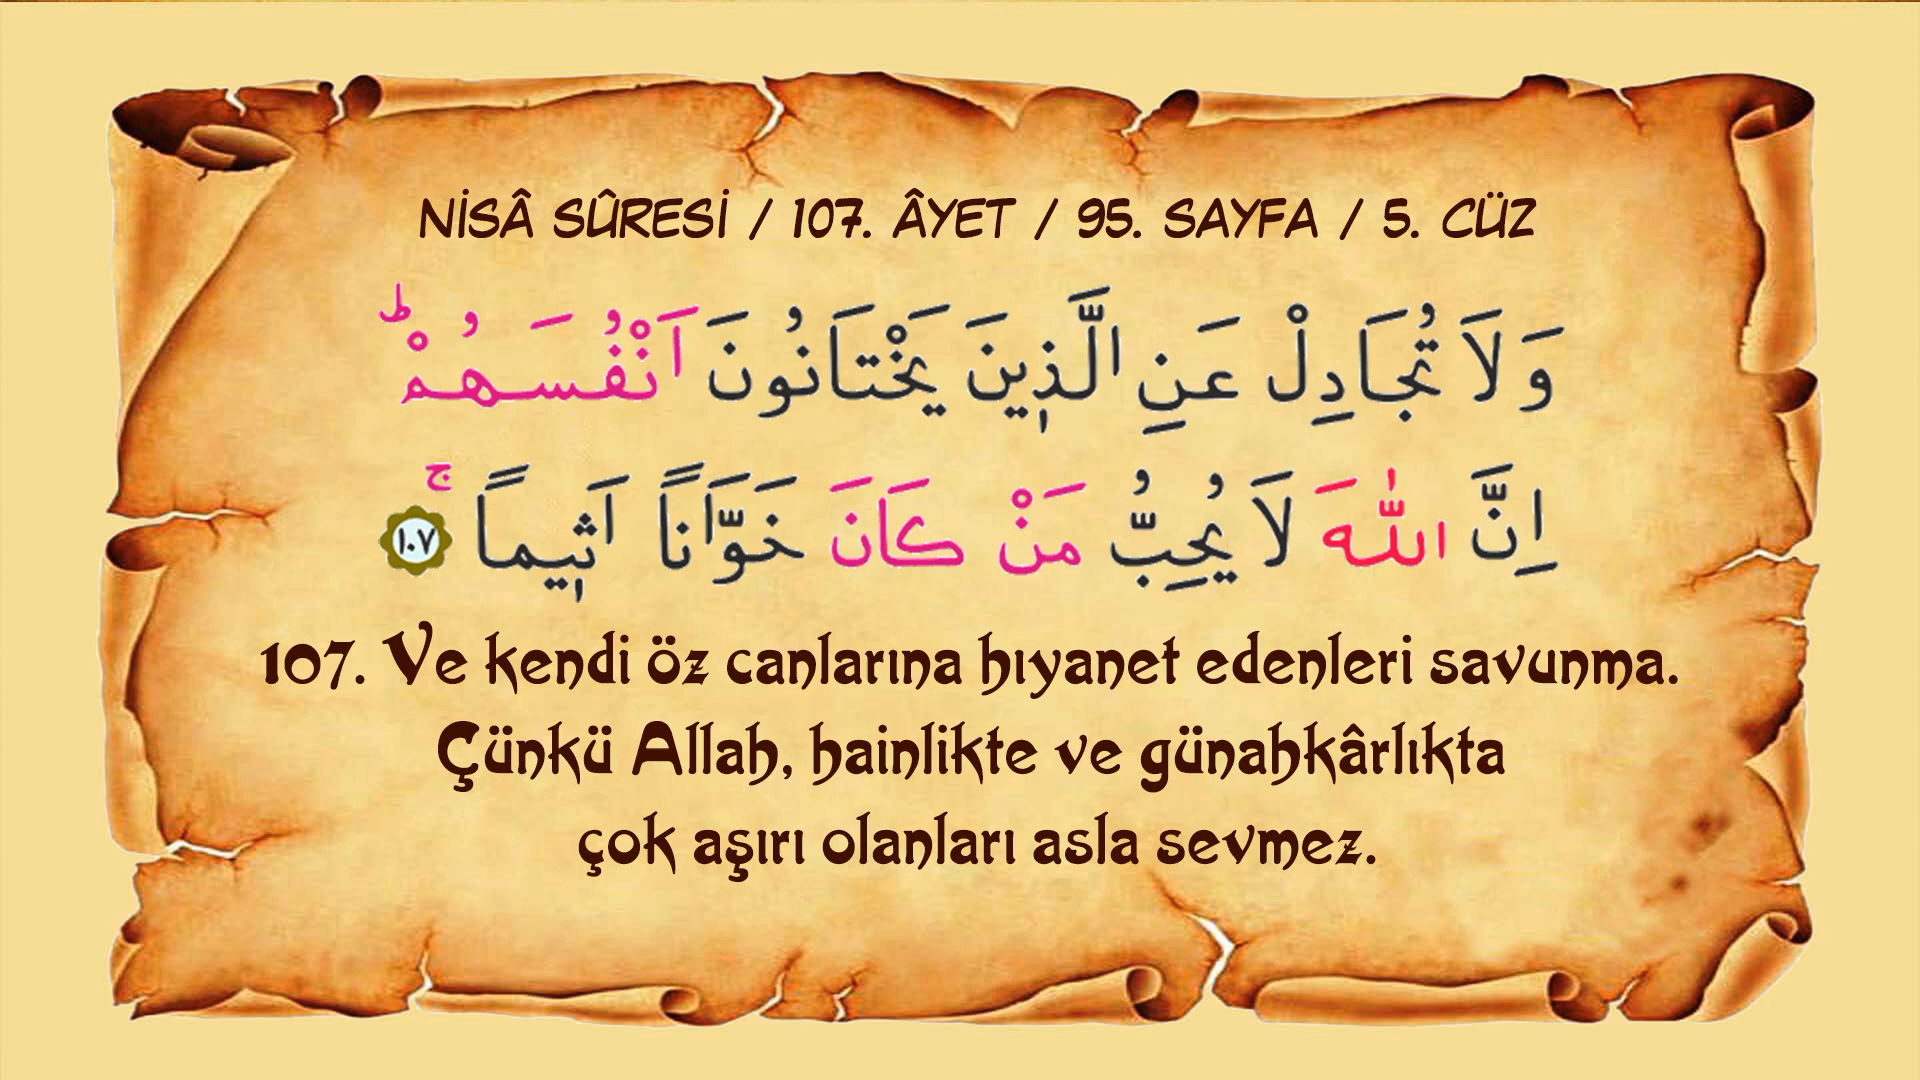 NİSÂ SÛRESİ / 107. ÂYET / 95. SAYFA / 5. CÜZ
وَلَا تُجَادِلْ عَنِ الَّذ۪ينَ يَخْتَانُونَ اَنْفُسَهُمْۜ
اِنَّ اللّٰهَ لَا يُحِبُّ مَنْ كَانَ خَوَّاناً اَث۪يماًۚ ١٠٧
107. Ve kendi öz canlarına hıyanet edenleri savunma.
Çünkü Allah, hainlikte ve günahkârlıkta
çok aşırı olanları asla sevmez.